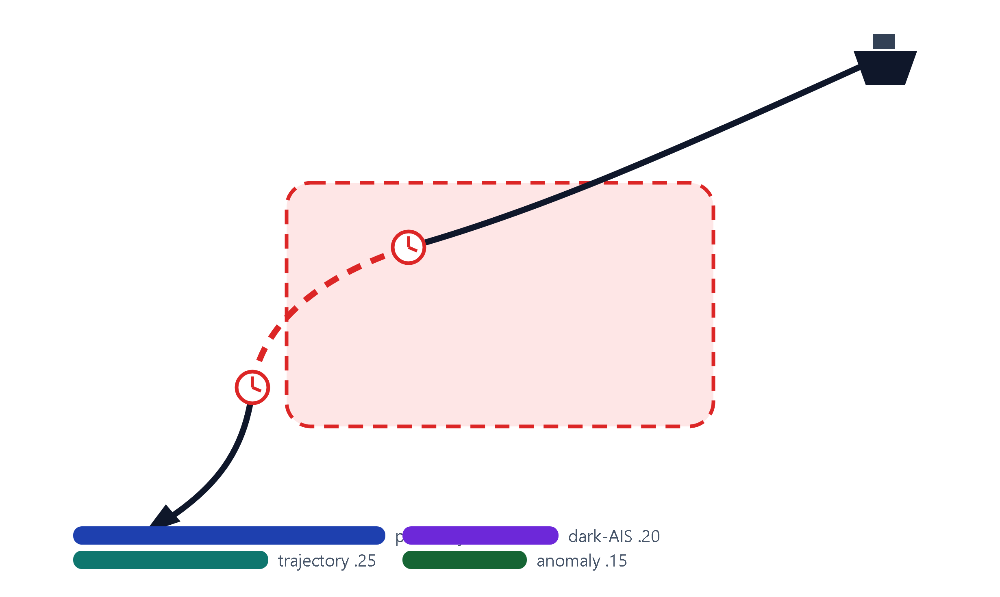 dark-AIS .20
trajectory .25
anomaly .15